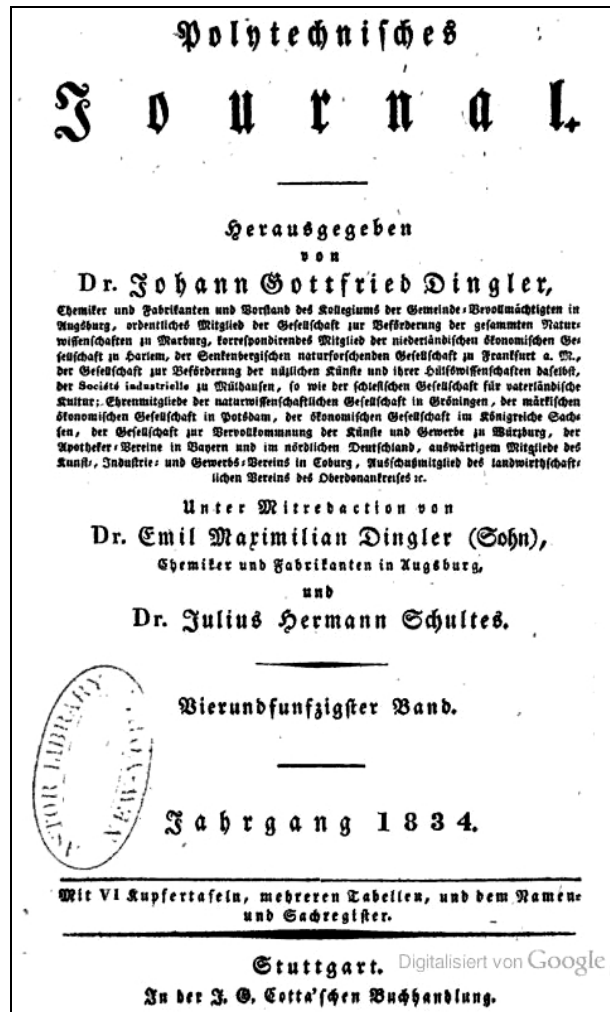 Polytechnisches
Journal.
Herausgegeben
von
Dr. Johann Gottfried Dingler,
Chemiker und Fabrikanten und Vorstand des Kollegiums der Gemeinde-Bevollmächtigten in
Augsburg, ordentliches Mitglied der Gesellschaft zur Beförderung der gesammten Natur-
wissenschaften zu Marburg, korrespondirendes Mitglied der niederländischen ökonomischen Ge-
sellschaft zu Harlem, der Senkenbergischen naturforschenden Gesellschaft zu Frankfurt a. M.,
der Gesellschaft zur Beförderung der nüzlichen Künste und ihrer Hülfswissenschaften daselbst,
der Societé industrielle zu Mülhausen, so wie der schlesischen Gesellschaft für vaterländische
Kultur; Ehrenmitgliede der naturwissenschaftlichen Gesellschaft in Gröningen, der märkischen
ökonomischen Gesellschaft in Potsdam, der ökonomischen Gesellschaft im Königreiche Sach-
sen, der Gesellschaft zur Vervollkommnung der Künste und Gewerbe zu Würzburg, der
Apotheker-Vereine in Bayern und im nördlichen Deutschland, auswärtigem Mitgliede des
Kunst-, Industrie- und Gewerbs-Vereins in Coburg, Ausschußmitglied des landwirthschaft-
lichen Vereins des Oberdonaukreises ꝛc.
Unter Mitredaction von
Dr. Emil Maximilian Dingler (Sohn),
Chemiker und Fabrikanten in Augsburg,
und
Dr. Julius Hermann Schultes.
Vierundfunfzigster Band.
ASTOR LIBRARY
NEW-YORK
Jahrgang 1834.
Mit VI Kupfertafeln, mehreren Tabellen, und dem Namen-
und Sachregister.
Stuttgart.
Digitalisiert von Google
In der J. G. Cotta'schen Buchhandlung.